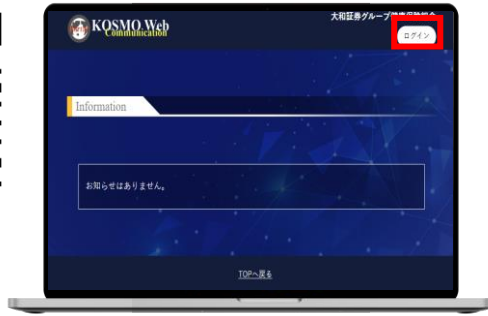 KOSMO Web
Communication
大和証券グループ健康保険組合
ログイン
Information
お知らせはありません。
TOPへ戻る